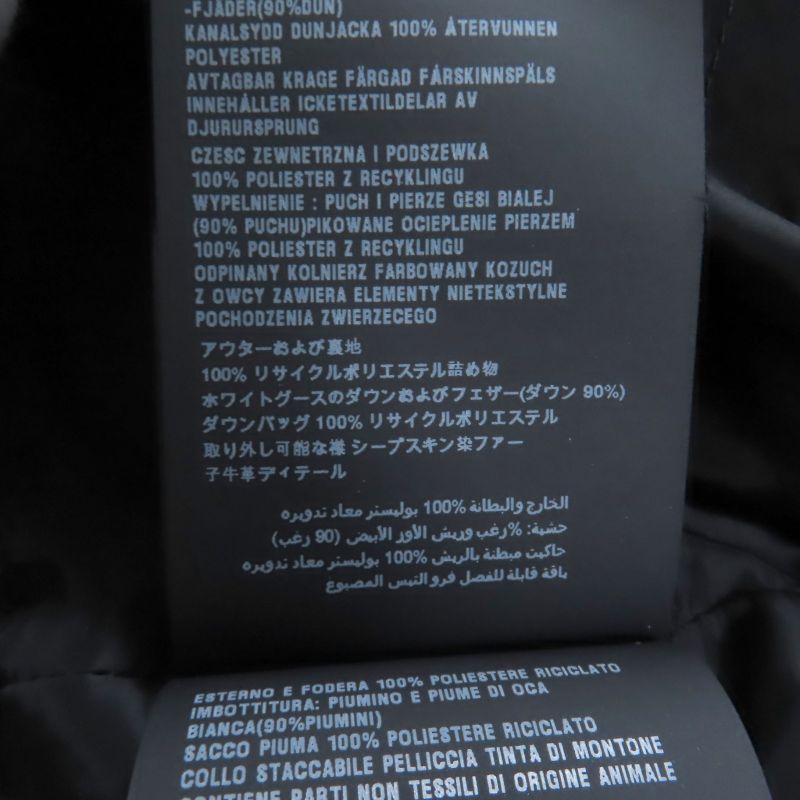 -FJÄDER(90%DUN)
KANALSYDD DUNJACKA 100% ÅTERVUNNEN
POLYESTER
AVTAGBAR KRAGE FÄRGAD FÅRSKINNSPÄLS
INNEHÅLLER ICKETEXTILDELAR AV
DJURURSPRUNG
CZESC ZEWNETRZNA I PODSZEWKA
100% POLIESTER Z RECYKLINGU
WYPELNIENIE : PUCH I PIERZE GESI BIALEJ
(90% PUCHU)PIKOWANE OCIEPLENIE PIERZEM
100% POLIESTER Z RECYKLINGU
ODPINANY KOLNIERZ FARBOWANY KOZUCH
Z OWCY ZAWIERA ELEMENTY NIETEKSTYLNE
POCHODZENIA ZWIERZECEGO
アウターおよび裏地
100% リサイクルポリエステル詰め物
ホワイトグースのダウンおよびフェザー(ダウン 90%)
ダウンバッグ 100% リサイクルポリエステル
取り外し可能な襟 シープスキン染ファー
子牛革ディテール
الخارج والبطانة %100 بوليستر معاد تدويره
حشية: %رغب وريش الأوز الأبيض (90 رغب)
جاكيت مبطنة بالريش %100 بوليستر معاد تدويره
ياقة قابلة للفصل فرو التيس المصبوغ
ESTERNO E FODERA 100% POLIESTERE RICICLATO
IMBOTTITURA: PIUMINO E PIUME DI OCA
BIANCA(90%PIUMINI)
SACCO PIUMA 100% POLIESTERE RICICLATO
COLLO STACCABILE PELLICCIA TINTA DI MONTONE
CONTIENE PARTI NON TESSILI DI ORIGINE ANIMALE